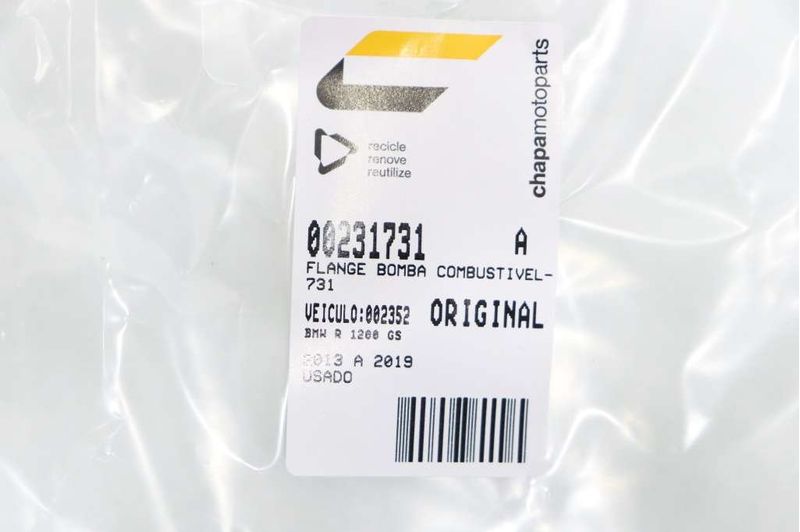 chapamotoparts
recicle
renove
reutilize
00231731 A
FLANGE BOMBA COMBUSTIVEL-
731
VEICULO:002352 ORIGINAL
BMW R 1200 GS
2013 A 2019
USADO